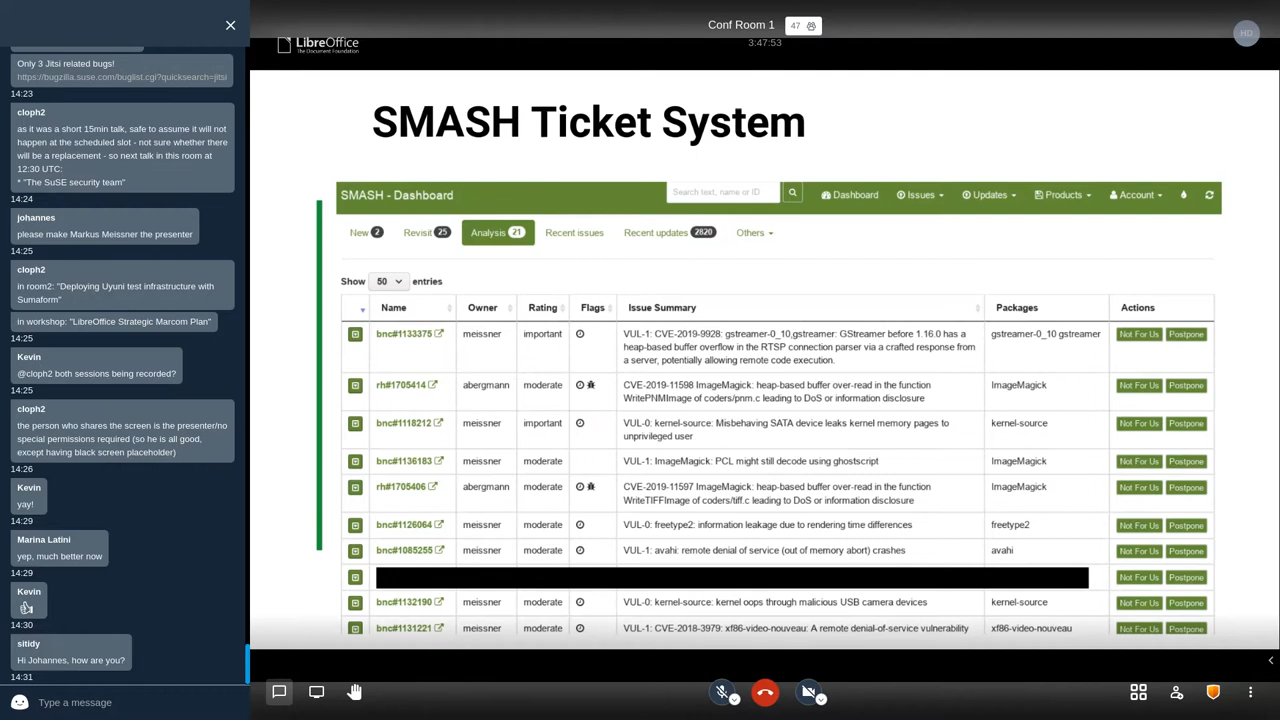 Only 3 Jitsi related bugs!
https://bugzilla.suse.com/buglist.cgi?quicksearch=jitsi
14:23
cloph2
as it was a short 15min talk, safe to assume it will not
happen at the scheduled slot - not sure whether there
will be a replacement - so next talk in this room at
12:30 UTC:
* "The SuSE security team"
14:24
johannes
please make Markus Meissner the presenter
14:25
cloph2
in room2: "Deploying Uyuni test infrastructure with
Sumaform"
in workshop: "LibreOffice Strategic Marcom Plan"
14:25
Kevin
@cloph2 both sessions being recorded?
14:25
cloph2
the person who shares the screen is the presenter/no
special permissions required (so he is all good,
except having black screen placeholder)
14:26
Kevin
yay!
14:29
Marina Latini
yep, much better now
14:29
Kevin
14:30
sitidy
Hi Johannes, how are you?
14:31
Type a message
Conf Room 1 47
3:47:53
HD
LibreOffice
The Document Foundation
SMASH Ticket System
SMASH - Dashboard Search text, name or ID Dashboard Issues Updates Products Account
New 2 Revisit 25 Analysis 21 Recent issues Recent updates 2820 Others
Show 50 entries
Name Owner Rating Flags Issue Summary Packages Actions
bnc#1133375 meissner important VUL-1: CVE-2019-9928: gstreamer-0_10,gstreamer: GStreamer before 1.16.0 has a gstreamer-0_10 gstreamer Not For Us Postpone
heap-based buffer overflow in the RTSP connection parser via a crafted response from
a server, potentially allowing remote code execution.
rh#1705414 abergmann moderate CVE-2019-11598 ImageMagick: heap-based buffer over-read in the function ImageMagick Not For Us Postpone
WritePNMImage of coders/pnm.c leading to DoS or information disclosure
bnc#1118212 meissner important VUL-0: kernel-source: Misbehaving SATA device leaks kernel memory pages to kernel-source Not For Us Postpone
unprivileged user
bnc#1136183 meissner moderate VUL-1: ImageMagick: PCL might still decode using ghostscript ImageMagick Not For Us Postpone
rh#1705406 abergmann moderate CVE-2019-11597 ImageMagick: heap-based buffer over-read in the function ImageMagick Not For Us Postpone
WriteTIFFImage of coders/tiff.c leading to DoS or information disclosure
bnc#1126064 meissner moderate VUL-0: freetype2: information leakage due to rendering time differences freetype2 Not For Us Postpone
bnc#1085255 meissner moderate VUL-1: avahi: remote denial of service (out of memory abort) crashes avahi Not For Us Postpone
Not For Us Postpone
bnc#1132190 meissner moderate VUL-0: kernel-source: kernel oops through malicious USB camera devices kernel-source Not For Us Postpone
bnc#1131221 meissner moderate VUL-1: CVE-2018-3979: xf86-video-nouveau: A remote denial-of-service vulnerability xf86-video-nouveau Not For Us Postpone